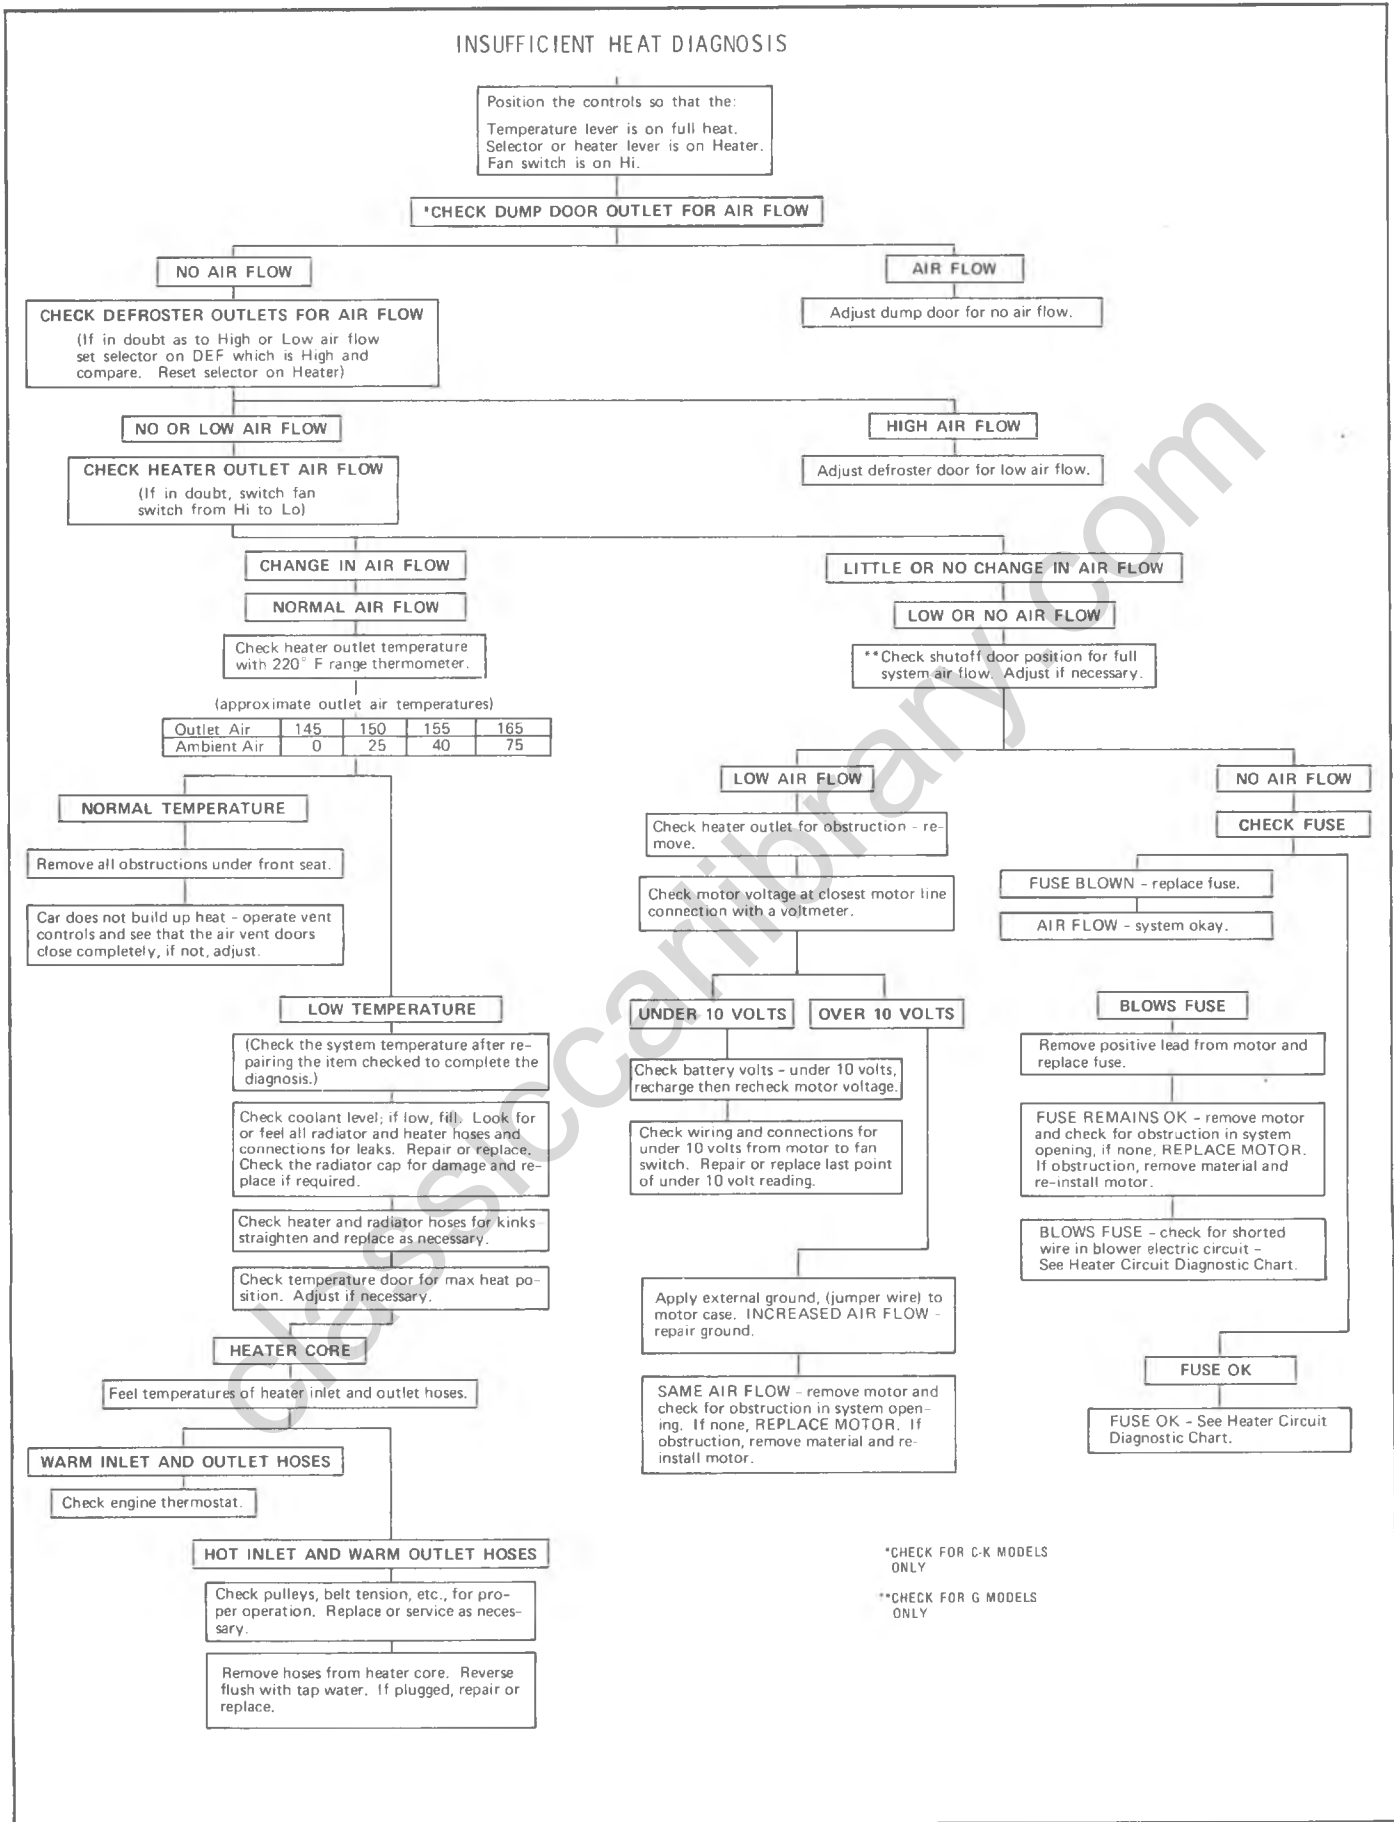 INSUFFICIENT HEAT DIAGNOSIS
Position the controls so that the:
Temperature lever is on full heat.
Selector or heater lever is on Heater.
Fan switch is on Hi.
*CHECK DUMP DOOR OUTLET FOR AIR FLOW
NO AIR FLOW
AIR FLOW
CHECK DEFROSTER OUTLETS FOR AIR FLOW
(If in doubt as to High or Low air flow
set selector on DEF which is High and
compare. Reset selector on Heater)
Adjust dump door for no air flow.
NO OR LOW AIR FLOW
HIGH AIR FLOW
CHECK HEATER OUTLET AIR FLOW
(If in doubt, switch fan
switch from Hi to Lo)
Adjust defroster door for low air flow.
CHANGE IN AIR FLOW
NORMAL AIR FLOW
Check heater outlet temperature
with 220° F range thermometer.
(approximate outlet air temperatures)
Outlet Air 145 150 155 165
Ambient Air 0 25 40 75
LITTLE OR NO CHANGE IN AIR FLOW
LOW OR NO AIR FLOW
**Check shutoff door position for full
system air flow. Adjust if necessary.
NORMAL TEMPERATURE
Remove all obstructions under front seat.
Car does not build up heat - operate vent
controls and see that the air vent doors
close completely, if not, adjust.
LOW TEMPERATURE
(Check the system temperature after re-
pairing the item checked to complete the
diagnosis.)
Check coolant level; if low, fill. Look for
or feel all radiator and heater hoses and
connections for leaks. Repair or replace.
Check the radiator cap for damage and re-
place if required.
Check heater and radiator hoses for kinks
straighten and replace as necessary.
Check temperature door for max heat po-
sition. Adjust if necessary.
HEATER CORE
Feel temperatures of heater inlet and outlet hoses.
WARM INLET AND OUTLET HOSES
Check engine thermostat.
HOT INLET AND WARM OUTLET HOSES
Check pulleys, belt tension, etc., for pro-
per operation. Replace or service as neces-
sary.
Remove hoses from heater core. Reverse
flush with tap water. If plugged, repair or
replace.
LOW AIR FLOW
Check heater outlet for obstruction - re-
move.
Check motor voltage at closest motor line
connection with a voltmeter.
UNDER 10 VOLTS
OVER 10 VOLTS
Check battery volts - under 10 volts,
recharge then recheck motor voltage.
Check wiring and connections for
under 10 volts from motor to fan
switch. Repair or replace last point
of under 10 volt reading.
Apply external ground, (jumper wire) to
motor case. INCREASED AIR FLOW -
repair ground.
SAME AIR FLOW - remove motor and
check for obstruction in system open-
ing. If none, REPLACE MOTOR. If
obstruction, remove material and re-
install motor.
NO AIR FLOW
CHECK FUSE
FUSE BLOWN - replace fuse.
AIR FLOW - system okay.
BLOWS FUSE
Remove positive lead from motor and
replace fuse.
FUSE REMAINS OK - remove motor
and check for obstruction in system
opening, if none, REPLACE MOTOR.
If obstruction, remove material and
re-install motor.
BLOWS FUSE - check for shorted
wire in blower electric circuit -
See Heater Circuit Diagnostic Chart.
FUSE OK
FUSE OK - See Heater Circuit
Diagnostic Chart.
*CHECK FOR C-K MODELS
ONLY
**CHECK FOR G MODELS
ONLY
classiccarlibrary.com